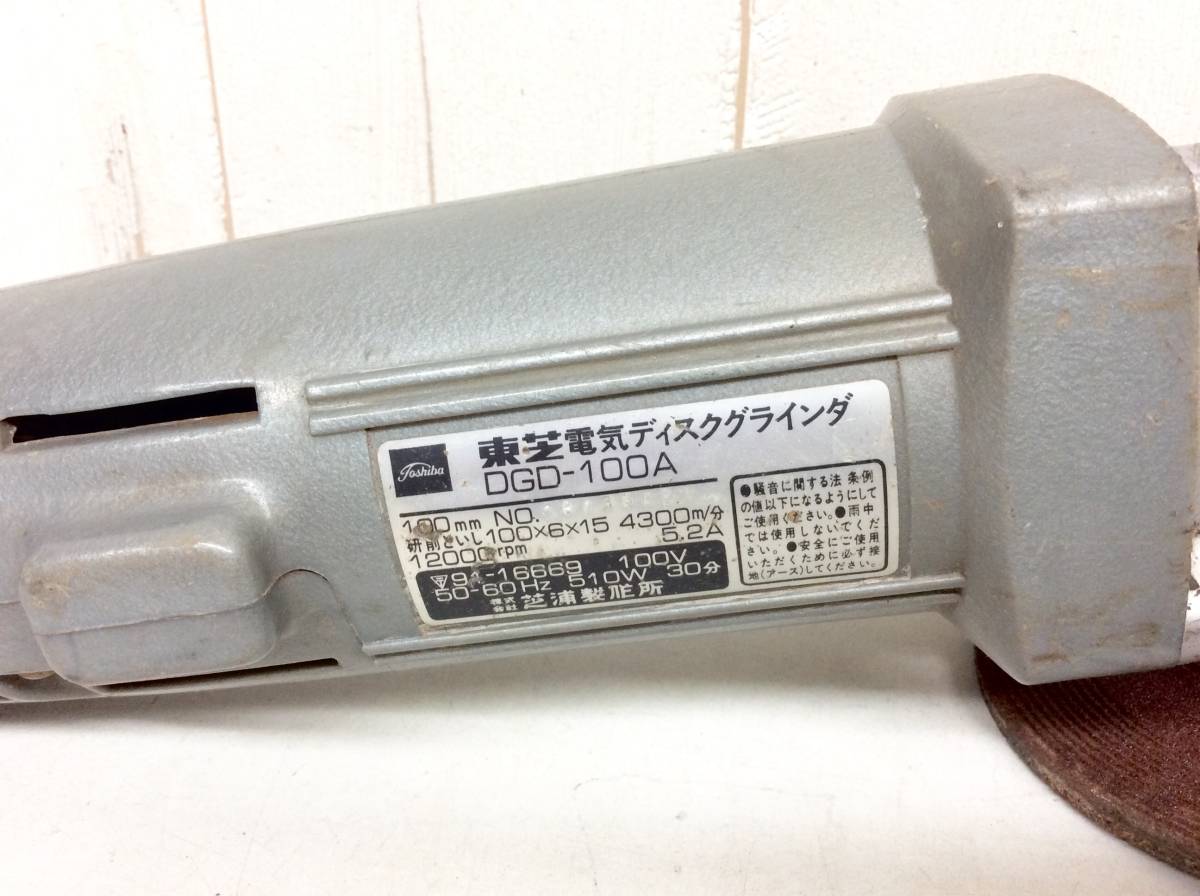 Toshiba
東芝電気ディスクグラインダ
DGD-100A
100mm NO.
研削といし100×6×15 4300m/分
12000rpm 5.2A
100V
50-60Hz 510W 30分
株式会社 芝浦製作所
●騒音に関する法 条例
の値以下になるようにして
ご使用ください。●雨中
では使用しないでくだ
さい。●安全にご使用
いただくために必ず接
地(アース)してください。